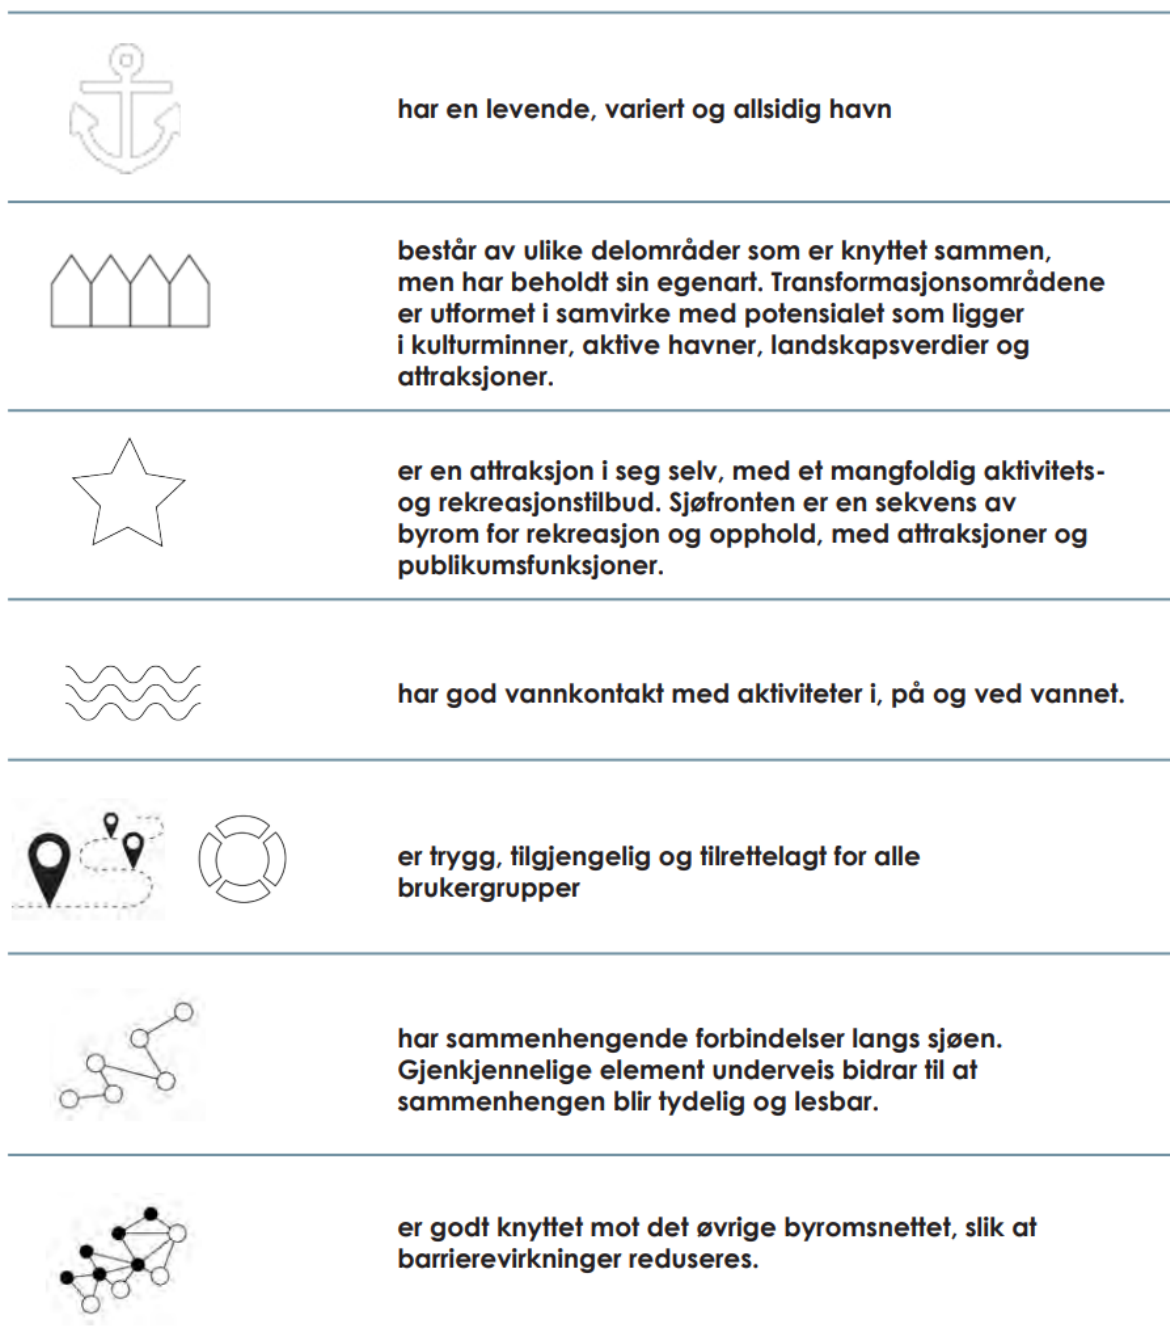 har en levende, variert og allsidig havn
består av ulike delområder som er knyttet sammen,
men har beholdt sin egenart. Transformasjonsområdene
er utformet i samvirke med potensialet som ligger
i kulturminner, aktive havner, landskapsverdier og
attraksjoner.
er en attraksjon i seg selv, med et mangfoldig aktivitets-
og rekreasjonstilbud. Sjøfronten er en sekvens av
byrom for rekreasjon og opphold, med attraksjoner og
publikumsfunksjoner.
har god vannkontakt med aktiviteter i, på og ved vannet.
er trygg, tilgjengelig og tilrettelagt for alle
brukergrupper
har sammenhengende forbindelser langs sjøen.
Gjenkjennelige element underveis bidrar til at
sammenhengen blir tydelig og lesbar.
er godt knyttet mot det øvrige byromsnettet, slik at
barrierevirkninger reduseres.